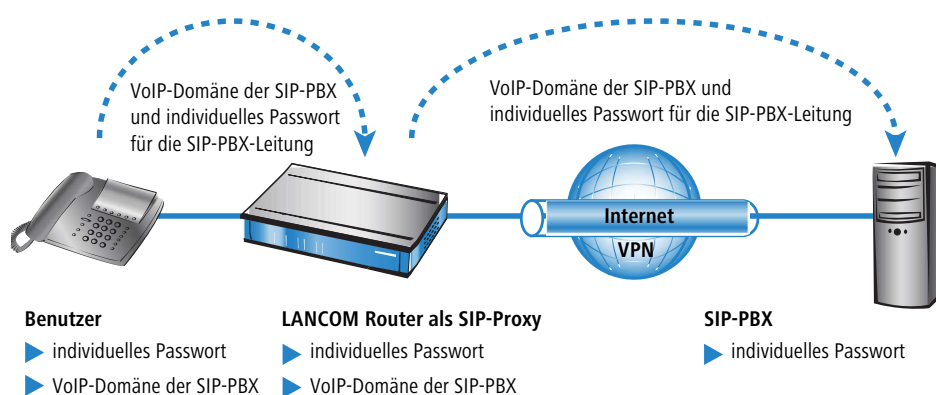 VoIP-Domäne der SIP-PBX
und individuelles Passwort
für die SIP-PBX-Leitung
VoIP-Domäne der SIP-PBX und
individuelles Passwort für die SIP-PBX-Leitung
Internet
VPN
Benutzer
individuelles Passwort
VoIP-Domäne der SIP-PBX
LANCOM Router als SIP-Proxy
individuelles Passwort
VoIP-Domäne der SIP-PBX
SIP-PBX
individuelles Passwort